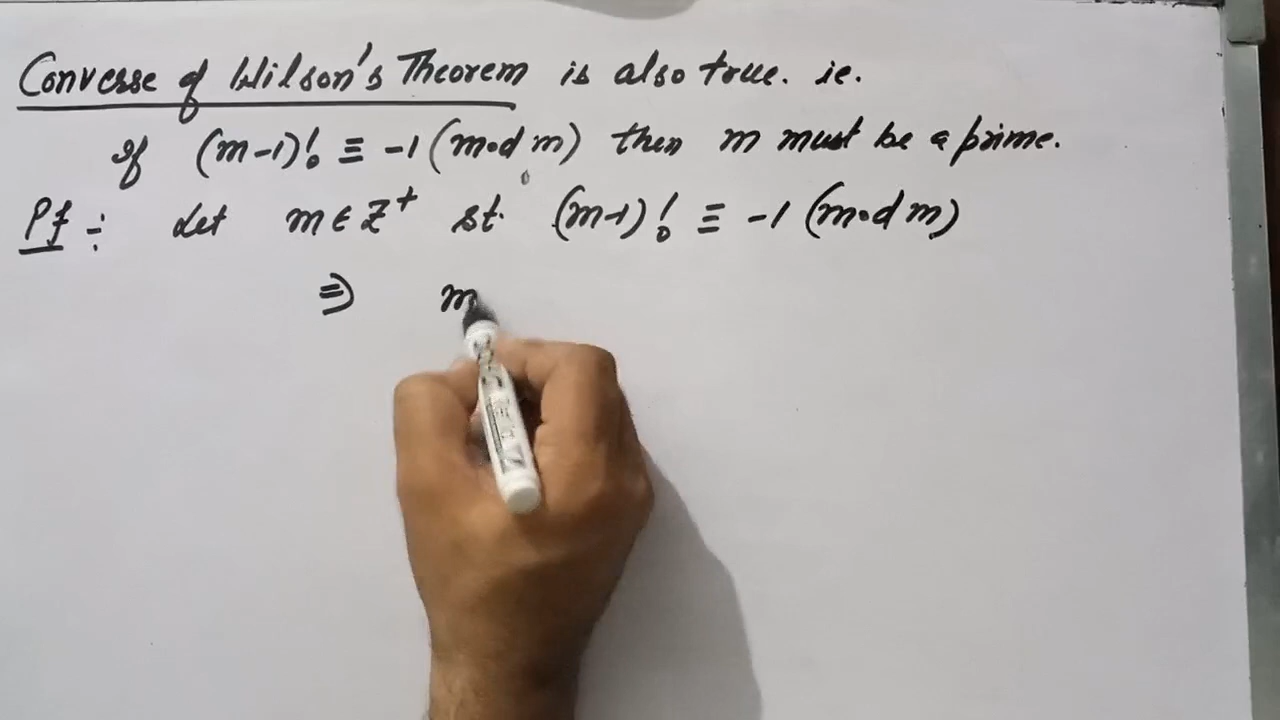 Converse of Wilson's Theorem is also true. ie.
If (m-1)! ≡ -1 (mod m) then m must be a prime.
Pf :- Let m ∈ Z⁺ st. (m-1)! ≡ -1 (mod m)
⇒ m